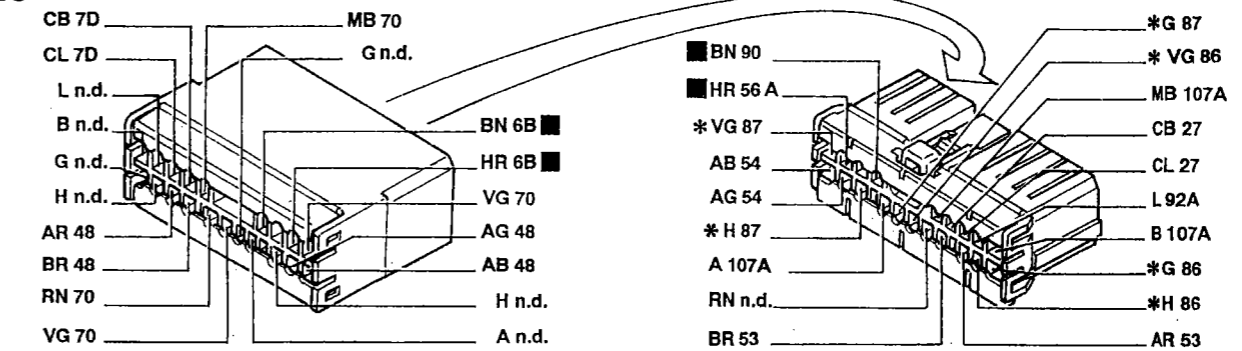 CB 7D
CL 7D
L n.d.
B n.d.
G n.d.
H n.d.
AR 48
BR 48
RN 70
VG 70
MB 70
G n.d.
BN 6B
HR 6B
VG 70
AG 48
AB 48
H n.d.
A n.d.
BN 90
HR 56 A
*VG 87
AB 54
AG 54
*H 87
A 107A
RN n.d.
BR 53
*G 87
* VG 86
MB 107A
CB 27
CL 27
L 92A
B 107A
*G 86
*H 86
AR 53